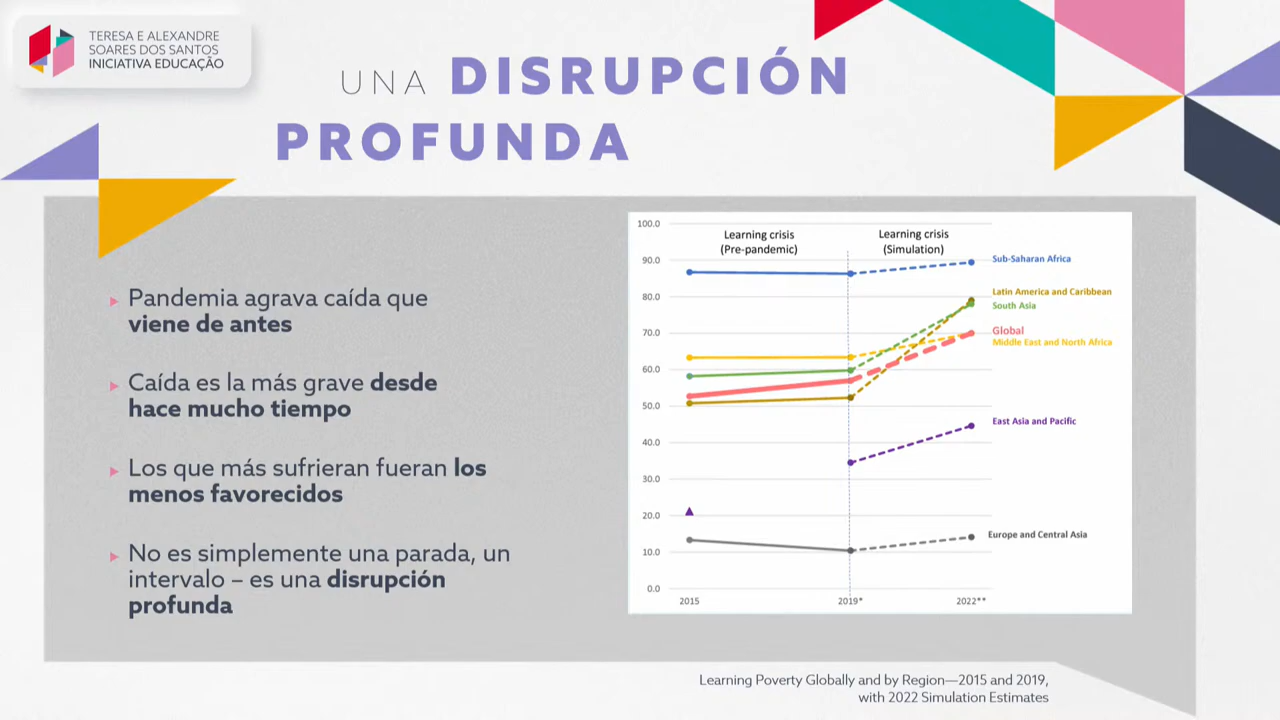 TERESA E ALEXANDRE
SOARES DOS SANTOS
INICIATIVA EDUCAÇÃO
UNA DISRUPCIÓN
PROFUNDA
▸ Pandemia agrava caída que
viene de antes
▸ Caída es la más grave desde
hace mucho tiempo
▸ Los que más sufrieran fueran los
menos favorecidos
▸ No es simplemente una parada, un
intervalo – es una disrupción
profunda
100.0
90.0
80.0
70.0
60.0
50.0
40.0
30.0
20.0
10.0
0.0
Learning crisis
(Pre-pandemic)
Learning crisis
(Simulation)
Sub-Saharan Africa
Latin America and Caribbean
South Asia
Global
Middle East and North Africa
East Asia and Pacific
Europe and Central Asia
2015
2019*
2022**
Learning Poverty Globally and by Region—2015 and 2019,
with 2022 Simulation Estimates